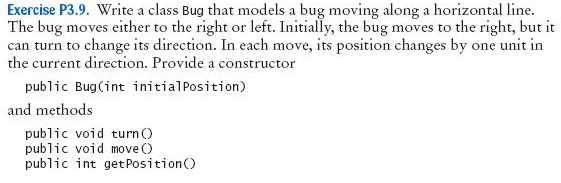 Exercise P3.9. Write a class Bug that models a bug moving along a horizontal line.
The bug moves either to the right or left. Initially, the bug moves to the right, but it
can turn to change its direction. In each move, its position changes by one unit in
the current direction. Provide a constructor
public Bug(int initialPosition)
and methods
public void turn()
public void move()
public int getPosition()